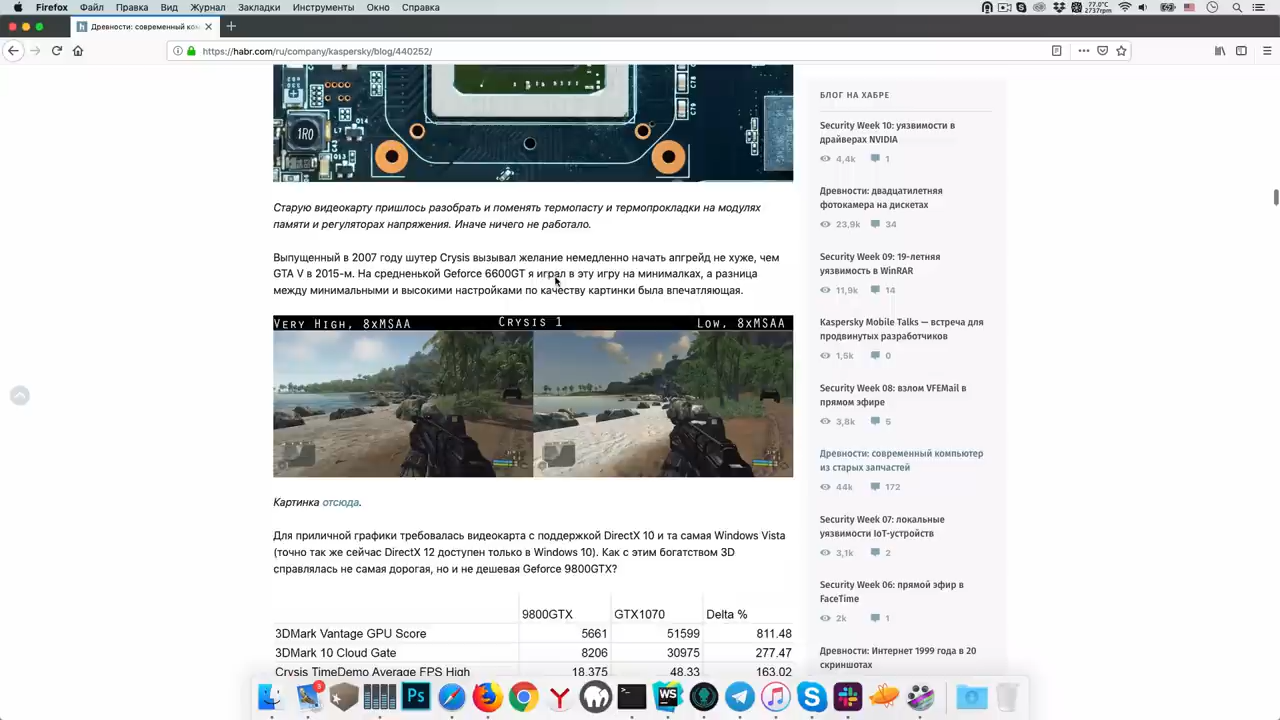 Firefox Файл Правка Вид Журнал Закладки Инструменты Окно Справка
77.0°C
2737rpm
Древности: современный ком
https://habr.com/ru/company/kaspersky/blog/440252/
1R0
L7
C78
C79
Старую видеокарту пришлось разобрать и поменять термопасту и термопрокладки на модулях
памяти и регуляторах напряжения. Иначе ничего не работало.
Выпущенный в 2007 году шутер Crysis вызывал желание немедленно начать апгрейд не хуже, чем
GTA V в 2015-м. На средненькой Geforce 6600GT я играл в эту игру на минималках, а разница
между минимальными и высокими настройками по качеству картинки была впечатляющая.
Very High, 8xMSAA Crysis 1 Low, 8xMSAA
Картинка отсюда.
Для приличной графики требовалась видеокарта с поддержкой DirectX 10 и та самая Windows Vista
(точно так же сейчас DirectX 12 доступен только в Windows 10). Как с этим богатством 3D
справлялась не самая дорогая, но и не дешевая Geforce 9800GTX?
9800GTX GTX1070 Delta %
3DMark Vantage GPU Score 5661 51599 811.48
3DMark 10 Cloud Gate 8206 30975 277.47
Crysis TimeDemo Average FPS High 18.375 48.33 163.02
БЛОГ НА ХАБРЕ
Security Week 10: уязвимости в
драйверах NVIDIA
4,4k 1
Древности: двадцатилетняя
фотокамера на дискетах
23,9k 34
Security Week 09: 19-летняя
уязвимость в WinRAR
11,9k 14
Kaspersky Mobile Talks — встреча для
продвинутых разработчиков
1,5k 0
Security Week 08: взлом VFEMail в
прямом эфире
3,8k 5
Древности: современный компьютер
из старых запчастей
44k 172
Security Week 07: локальные
уязвимости IoT-устройств
3,1k 2
Security Week 06: прямой эфир в
FaceTime
2k 1
Древности: Интернет 1999 года в 20
скриншотах
3
Ps
WS